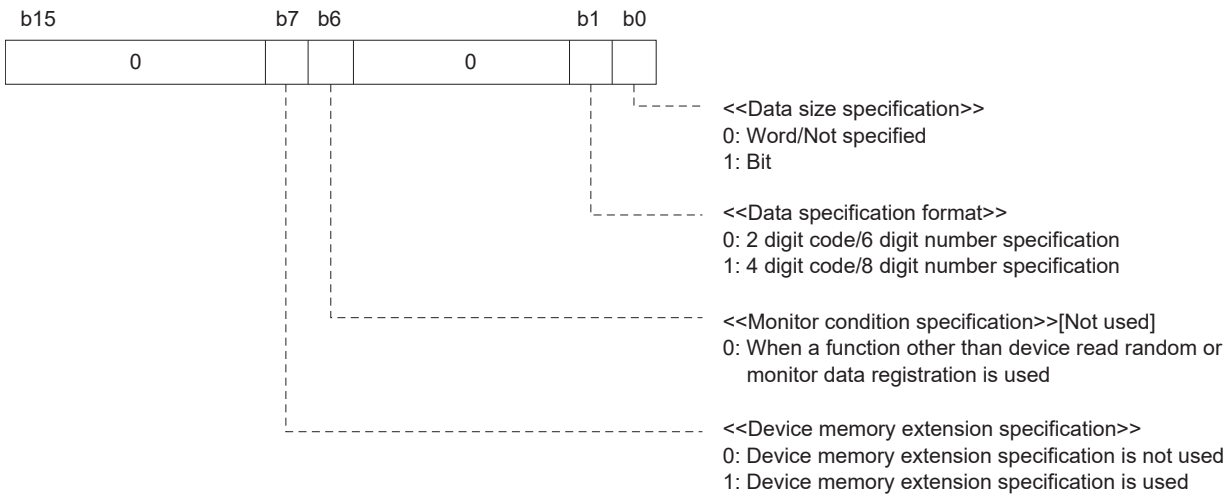 b15 b7 b6 b1 b0
0 0
<<Data size specification>>
0: Word/Not specified
1: Bit
<<Data specification format>>
0: 2 digit code/6 digit number specification
1: 4 digit code/8 digit number specification
<<Monitor condition specification>>[Not used]
0: When a function other than device read random or
monitor data registration is used
<<Device memory extension specification>>
0: Device memory extension specification is not used
1: Device memory extension specification is used